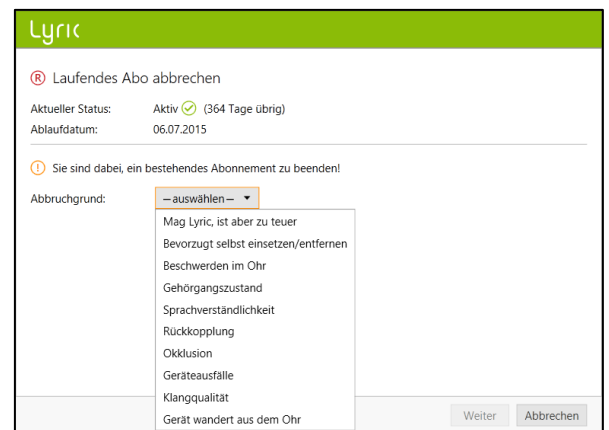 Lyric
R Laufendes Abo abbrechen
Aktueller Status: Aktiv (364 Tage übrig)
Ablaufdatum: 06.07.2015
! Sie sind dabei, ein bestehendes Abonnement zu beenden!
Abbruchgrund: – auswählen –
Mag Lyric, ist aber zu teuer
Bevorzugt selbst einsetzen/entfernen
Beschwerden im Ohr
Gehörgangszustand
Sprachverständlichkeit
Rückkopplung
Okklusion
Geräteausfälle
Klangqualität
Gerät wandert aus dem Ohr
Weiter Abbrechen